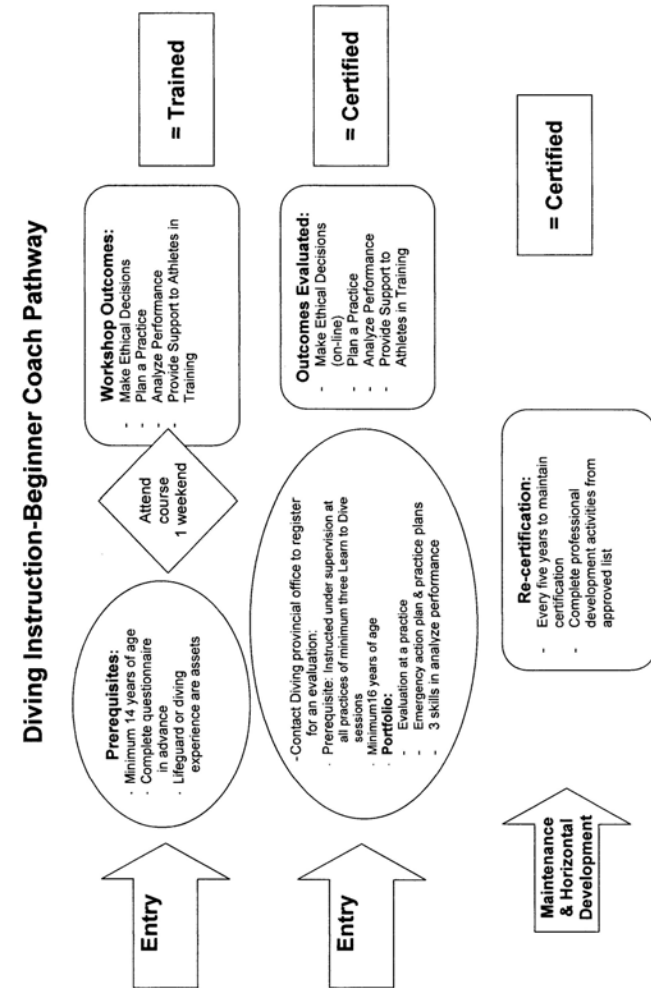 Diving Instruction-Beginner Coach Pathway
Entry
Prerequisites:
· Minimum 14 years of age
· Complete questionnaire
in advance
· Lifeguard or diving
experience are assets
Attend
course
1 weekend
Workshop Outcomes:
- Make Ethical Decisions
- Plan a Practice
- Analyze Performance
- Provide Support to Athletes in
Training
= Trained
Entry
-Contact Diving provincial office to register
for an evaluation:
· Prerequisite: Instructed under supervision at
all practices of minimum three Learn to Dive
sessions
· Minimum16 years of age
· Portfolio:
- Evaluation at a practice
- Emergency action plan & practice plans
- 3 skills in analyze performance
Outcomes Evaluated:
- Make Ethical Decisions
(on-line)
- Plan a Practice
- Analyze Performance
- Provide Support to
Athletes in Training
= Certified
Maintenance
& Horizontal
Development
Re-certification:
- Every five years to maintain
certification
- Complete professional
development activities from
approved list
= Certified